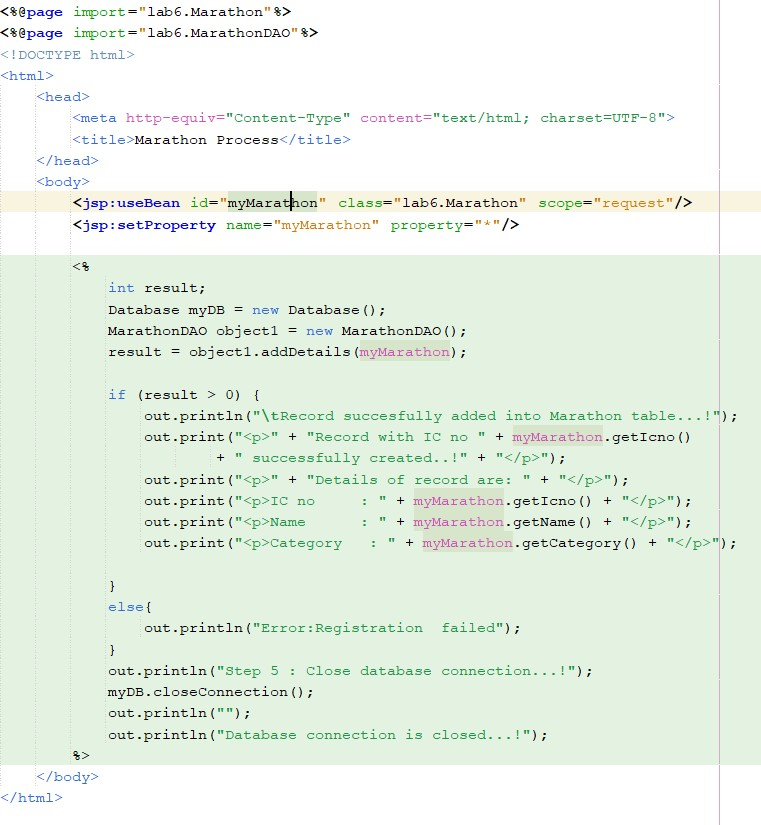 <%@page import="lab6.Marathon"%>
<%@page import="lab6.MarathonDAO"%>
<!DOCTYPE html>
<html>
<head>
<meta http-equiv="Content-Type" content="text/html; charset=UTF-8">
<title>Marathon Process</title>
</head>
<body>
<jsp:useBean id="myMarathon" class="lab6.Marathon" scope="request"/>
<jsp:setProperty name="myMarathon" property="*"/>
<%
int result;
Database myDB = new Database();
MarathonDAO object1 = new MarathonDAO();
result = object1.addDetails(myMarathon);
if (result > 0) {
out.println("\tRecord succesfully added into Marathon table...!");
out.print("<p>" + "Record with IC no " + myMarathon.getIcno()
+ " successfully created..!" + "</p>");
out.print("<p>" + "Details of record are: " + "</p>");
out.print("<p>IC no     : " + myMarathon.getIcno() + "</p>");
out.print("<p>Name      : " + myMarathon.getName() + "</p>");
out.print("<p>Category   : " + myMarathon.getCategory() + "</p>");
}
else{
out.println("Error:Registration  failed");
}
out.println("Step 5 : Close database connection...!");
myDB.closeConnection();
out.println("");
out.println("Database connection is closed...!");
%>
</body>
</html>